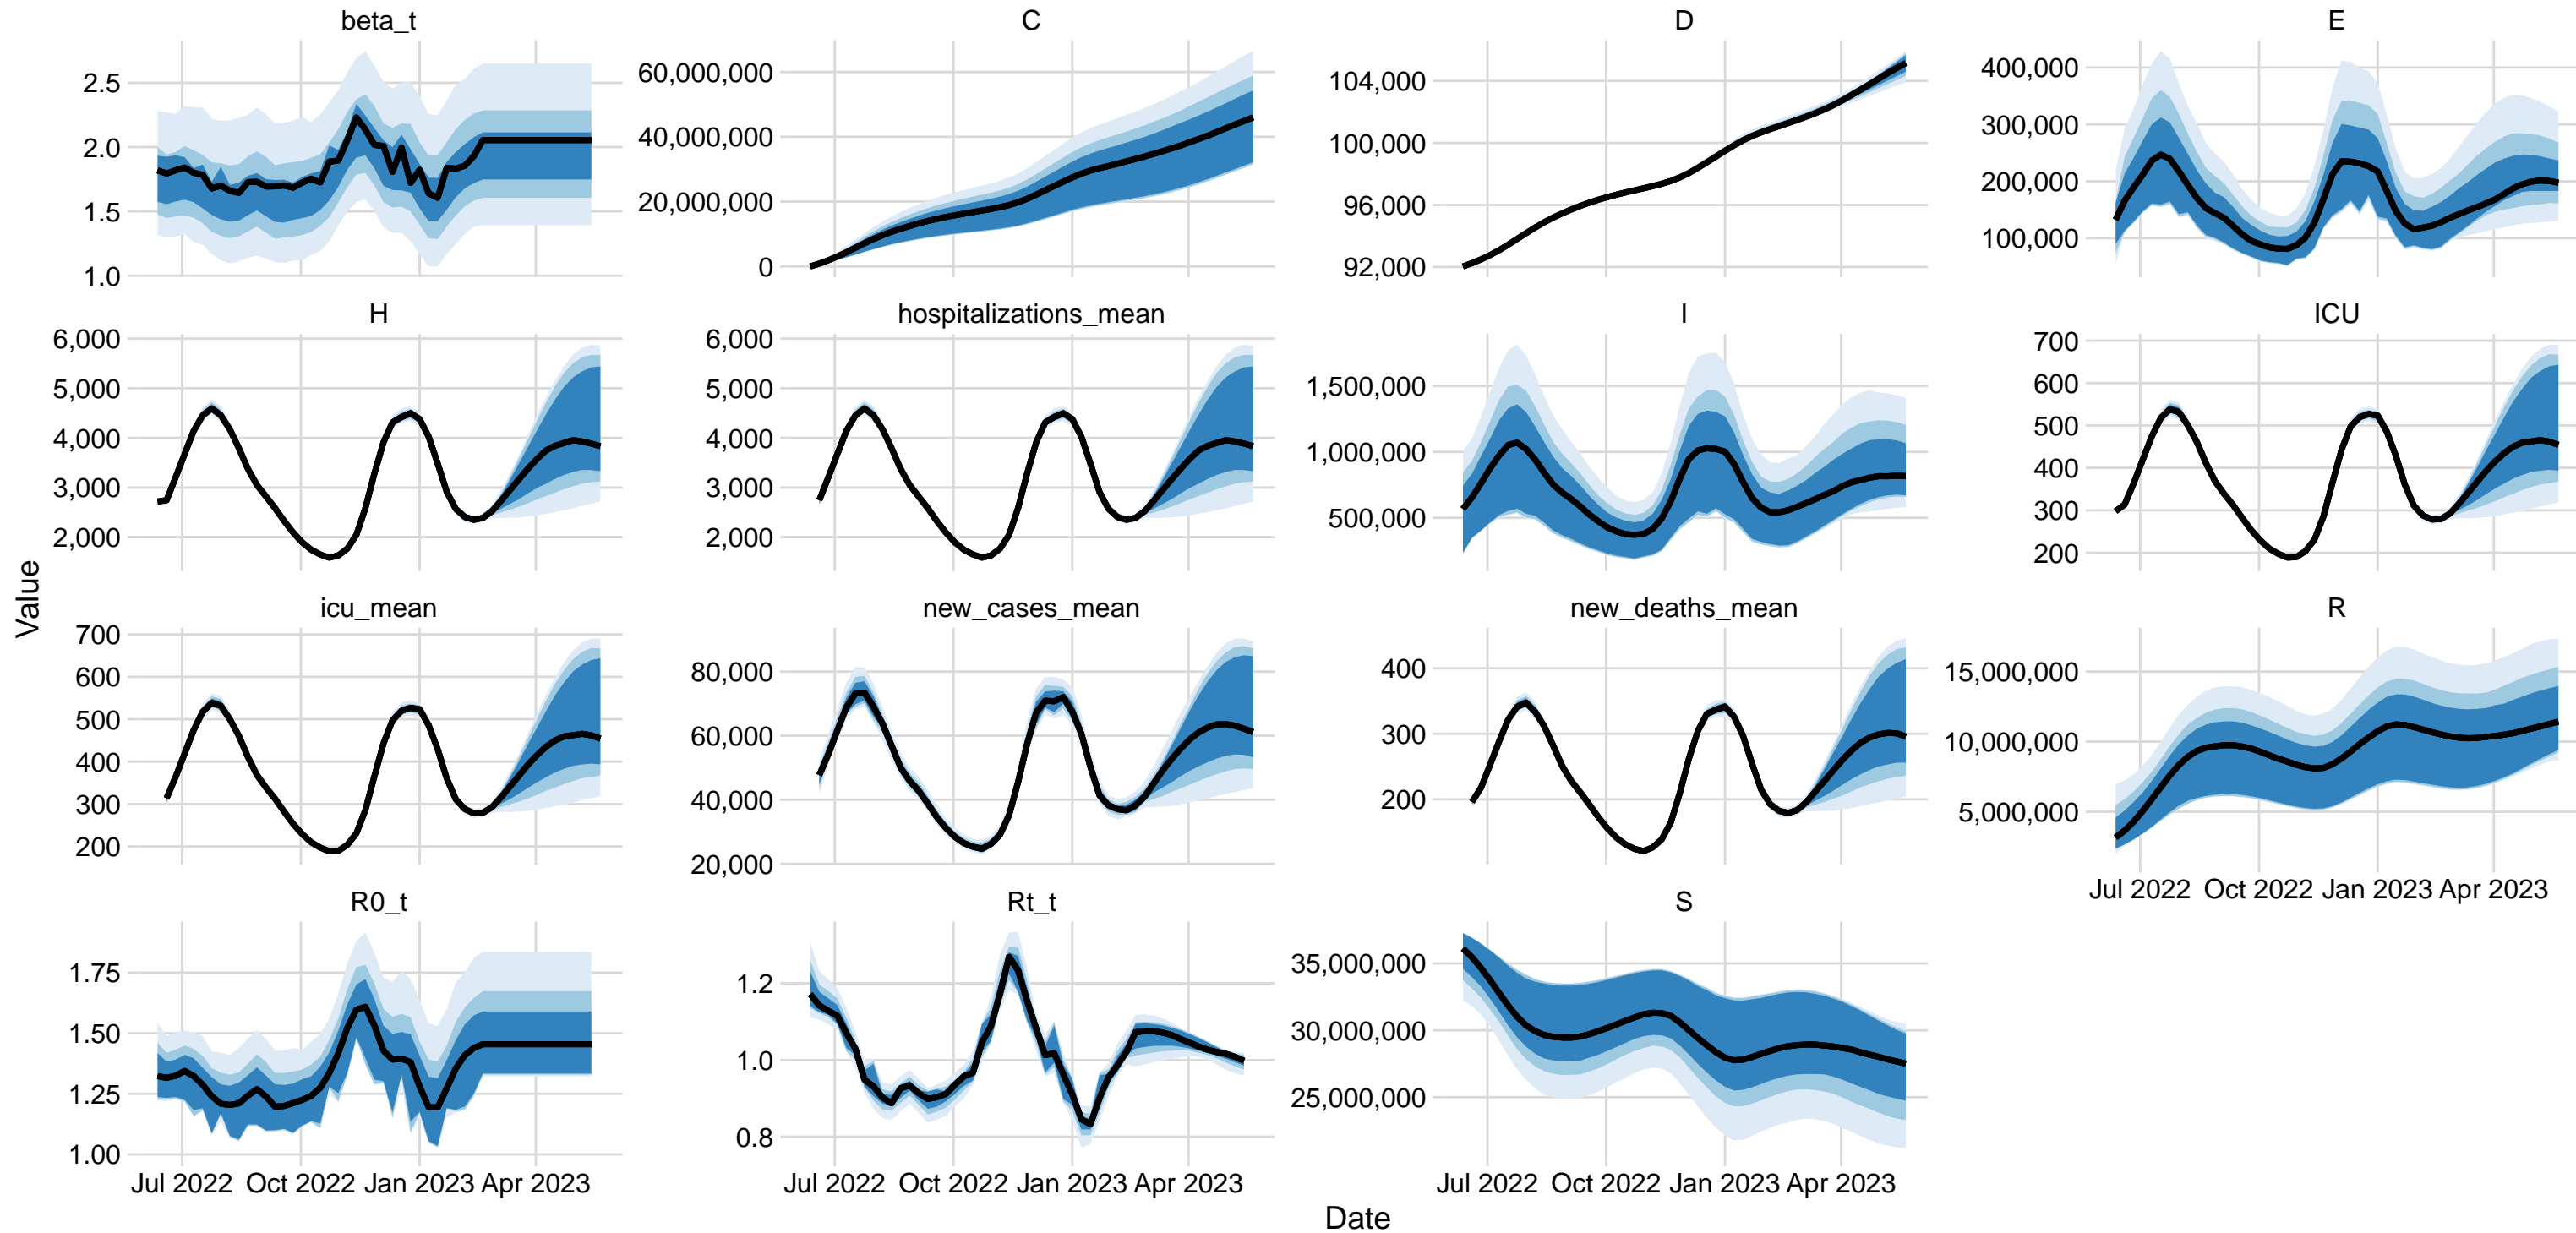 beta_t
C
D
E
2.5
2.0
1.5
1.0
60,000,000
40,000,000
20,000,000
0
104,000
100,000
96,000
92,000
400,000
300,000
200,000
100,000
H
hospitalizations_mean
I
ICU
6,000
5,000
4,000
3,000
2,000
6,000
5,000
4,000
3,000
2,000
1,500,000
1,000,000
500,000
700
600
500
400
300
200
Value
icu_mean
new_cases_mean
new_deaths_mean
R
700
600
500
400
300
200
80,000
60,000
40,000
20,000
400
300
200
15,000,000
10,000,000
5,000,000
Jul 2022 Oct 2022 Jan 2023 Apr 2023
R0_t
Rt_t
S
1.75
1.50
1.25
1.00
1.2
1.0
0.8
35,000,000
30,000,000
25,000,000
Jul 2022 Oct 2022 Jan 2023 Apr 2023
Jul 2022 Oct 2022 Jan 2023 Apr 2023
Jul 2022 Oct 2022 Jan 2023 Apr 2023
Date